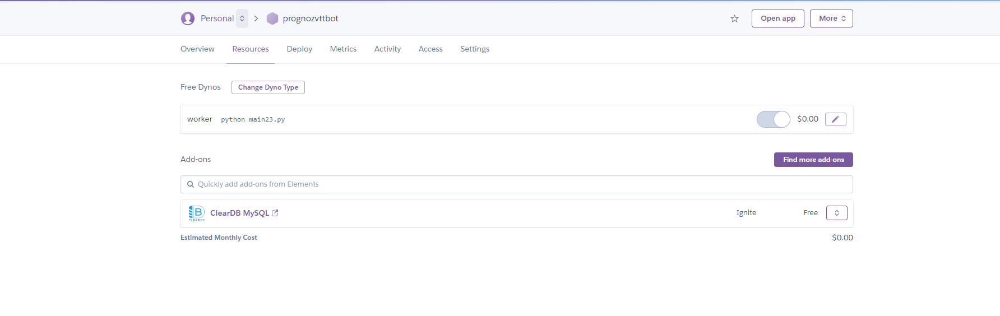 Personal prognozvttbot Open app More
Overview Resources Deploy Metrics Activity Access Settings
Free Dynos Change Dyno Type
worker python main23.py $0.00
Add-ons Find more add-ons
Quickly add add-ons from Elements
B CLEARDB ClearDB MySQL Ignite Free
Estimated Monthly Cost $0.00